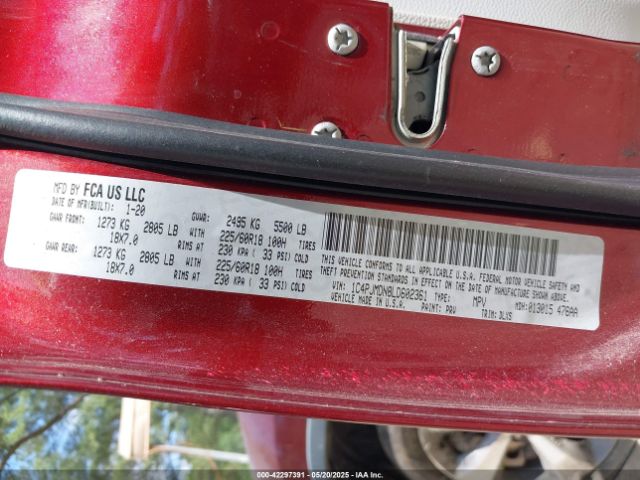 MFD BY FCA US LLC
DATE OF MFR(BUILT): 1-20 GVWR: 2495 KG 5500 LB
GAWR FRONT: 1273 KG 2805 LB WITH 225/60R18 100H TIRES
18X7.0 RIMS AT 230 KPA ( 33 PSI) COLD
GAWR REAR: 1273 KG 2805 LB WITH 225/60R18 100H TIRES
18X7.0 RIMS AT 230 KPA ( 33 PSI) COLD
THIS VEHICLE CONFORMS TO ALL APPLICABLE U.S.A. FEDERAL MOTOR VEHICLE SAFETY AND
THEFT PREVENTION STANDARDS IN EFFECT ON THE DATE OF MANUFACTURE SHOWN ABOVE.
VIN: 1C4PJMDN8LD602361 TYPE: MPV MDH: 013015 476AA
VEHICLE MADE IN U.S.A. PAINT: PRV TRIM: DLX9
000-42297391 - 05/20/2025 - IAAI.COM